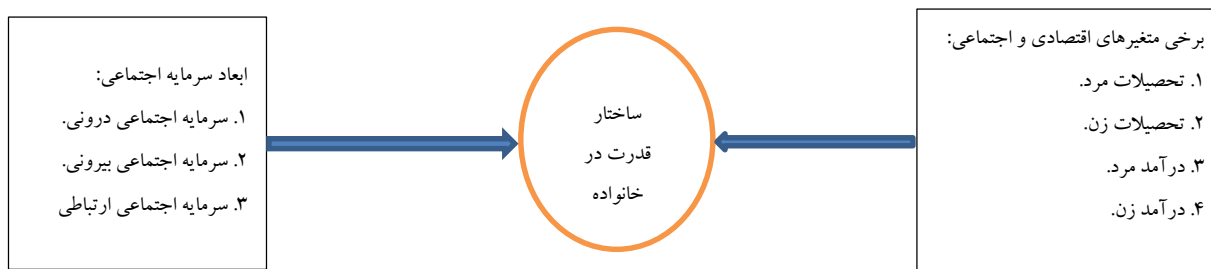 برخی متغیرهای اقتصادی و اجتماعی:
۱. تحصیلات مرد.
۲. تحصیلات زن.
۳. درآمد مرد.
۴. درآمد زن.
ساختار
قدرت در
خانواده
ابعاد سرمایه اجتماعی:
۱. سرمایه اجتماعی درونی.
۲. سرمایه اجتماعی بیرونی.
۳. سرمایه اجتماعی ارتباطی